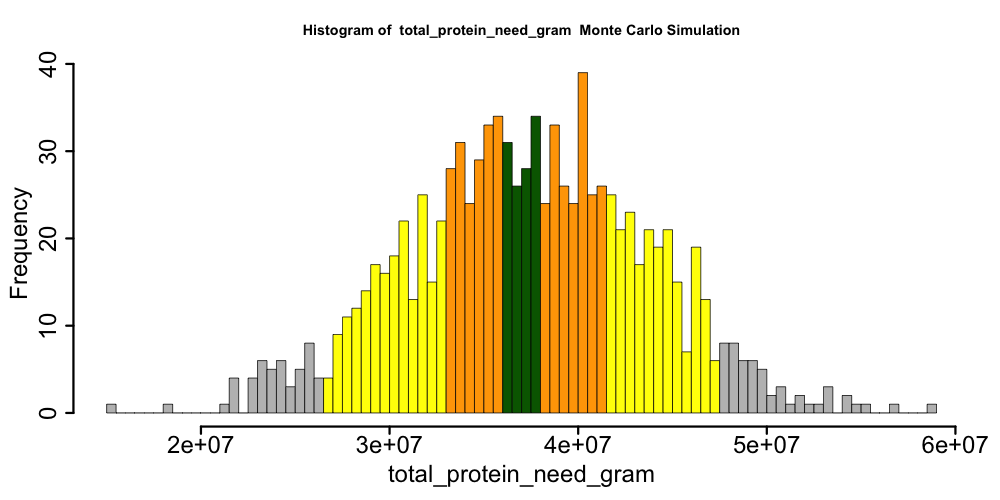 Histogram of  total_protein_need_gram  Monte Carlo Simulation
Frequency
40
30
20
10
0
2e+07 3e+07 4e+07 5e+07 6e+07
total_protein_need_gram